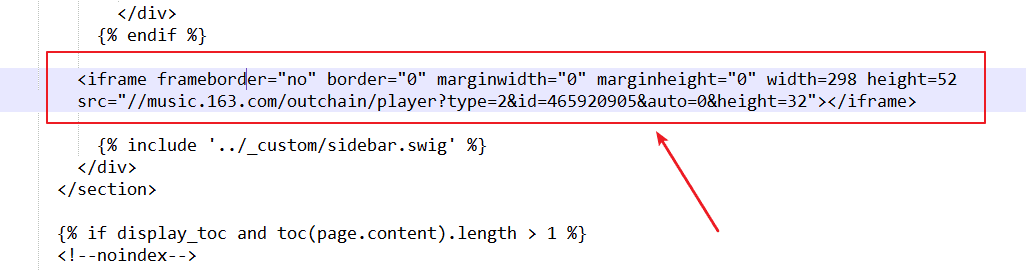 </div>
{% endif %}
<iframe frameborder="no" border="0" marginwidth="0" marginheight="0" width=298 height=52
src="//music.163.com/outchain/player?type=2&id=465920905&auto=0&height=32"></iframe>
{% include '../_custom/sidebar.swig' %}
</div>
</section>
{% if display_toc and toc(page.content).length > 1 %}
<!--noindex-->